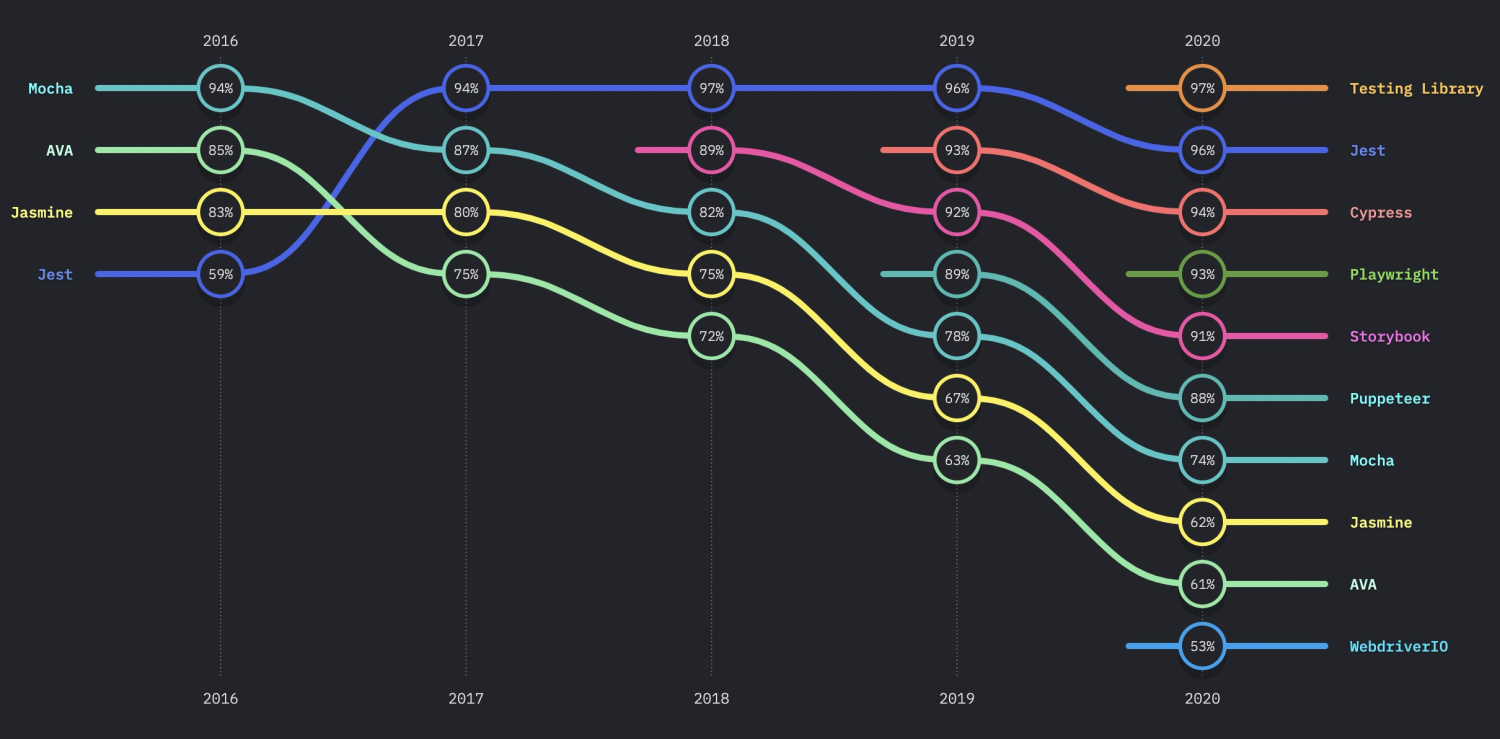 2016 2017 2018 2019 2020
Mocha 94% 94% 97% 96% 97% Testing Library
AVA 85% 87% 89% 93% 96% Jest
Jasmine 83% 80% 82% 92% 94% Cypress
Jest 59% 75% 75% 89% 93% Playwright
72% 78% 91% Storybook
67% 88% Puppeteer
63% 74% Mocha
62% Jasmine
61% AVA
53% WebdriverIO
2016 2017 2018 2019 2020